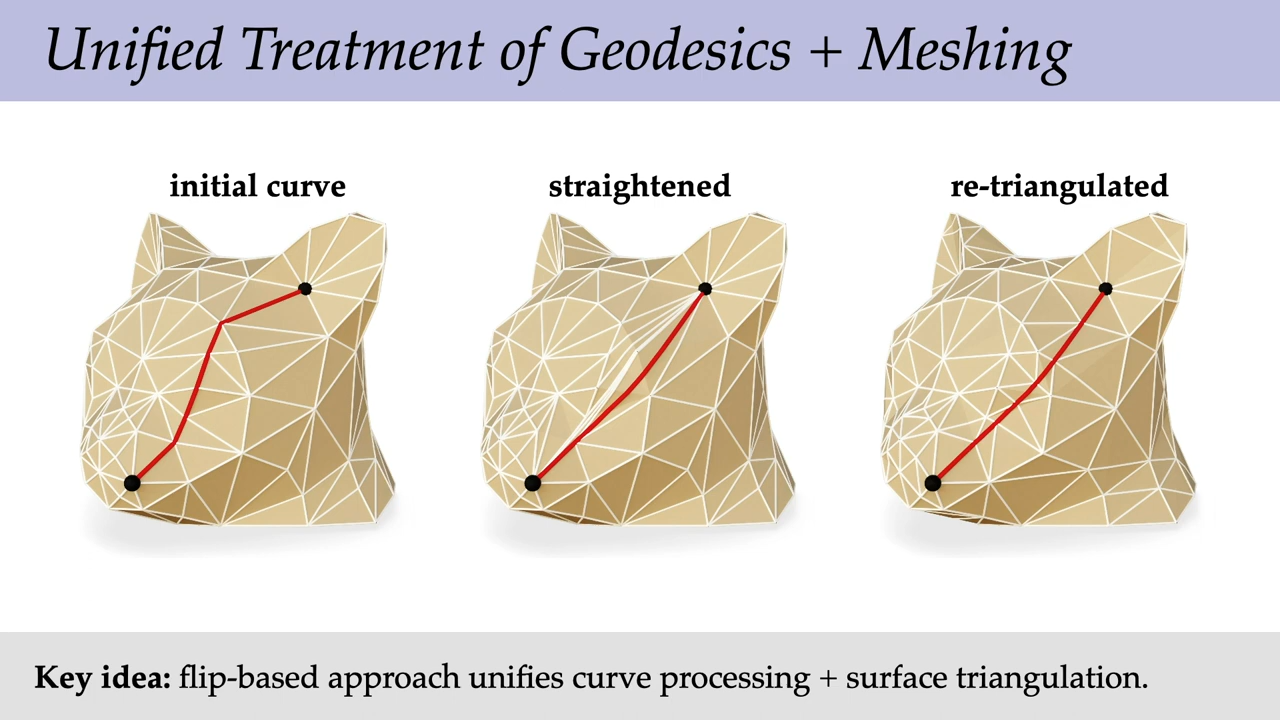 Unified Treatment of Geodesics + Meshing
initial curve
straightened
re-triangulated
Key idea: flip-based approach unifies curve processing + surface triangulation.